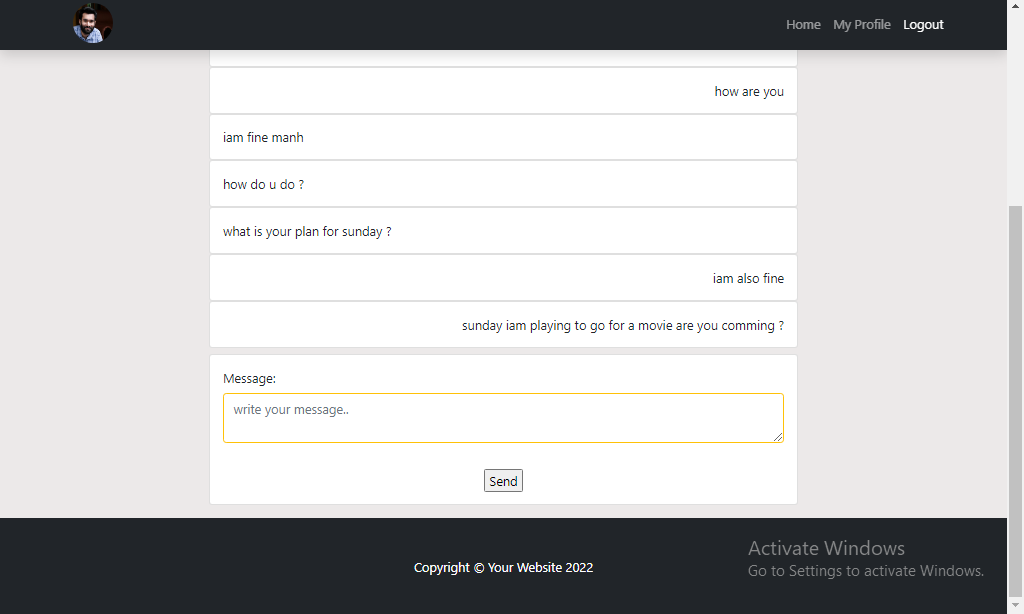 Home My Profile Logout
how are you
iam fine manh
how do u do ?
what is your plan for sunday ?
iam also fine
sunday iam playing to go for a movie are you comming ?
Message:
write your message..
Send
Copyright © Your Website 2022
Activate Windows
Go to Settings to activate Windows.